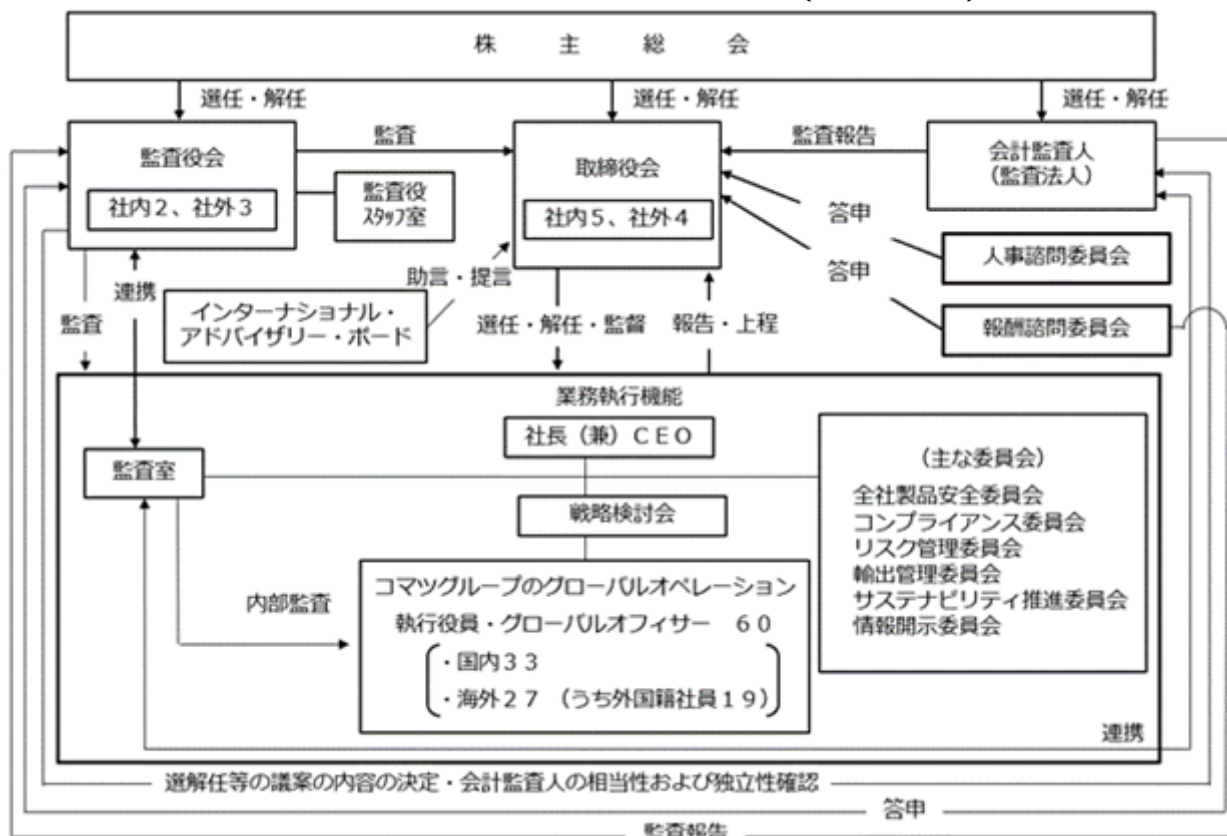 株 主 総 会
選任・解任
選任・解任
選任・解任
監査役会
社内2、社外3
監査
監査役
ｽﾀｯﾌ室
取締役会
社内5、社外4
監査報告
会計監査人
(監査法人)
答申
答申
人事諮問委員会
報酬諮問委員会
監査
連携
助言・提言
インターナショナル・
アドバイザリー・ボード
選任・解任・監督
報告・上程
業務執行機能
社長（兼）CEO
監査室
戦略検討会
(主な委員会)
全社製品安全委員会
コンプライアンス委員会
リスク管理委員会
輸出管理委員会
サステナビリティ推進委員会
情報開示委員会
内部監査
コマツグループのグローバルオペレーション
執行役員・グローバルオフィサー 60
・国内33
・海外27 （うち外国籍社員19）
連携
選解任等の議案の内容の決定・会計監査人の相当性および独立性確認
答申
監査報告